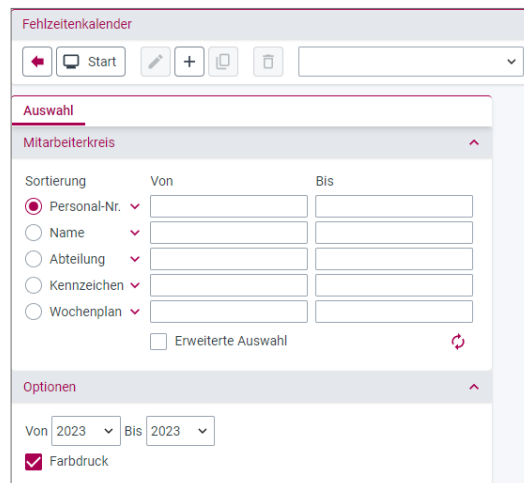 Fehlzeitenkalender
Start
Auswahl
Mitarbeiterkreis
Sortierung Von Bis
Personal-Nr.
Name
Abteilung
Kennzeichen
Wochenplan
Erweiterte Auswahl
Optionen
Von 2023 Bis 2023
Farbdruck